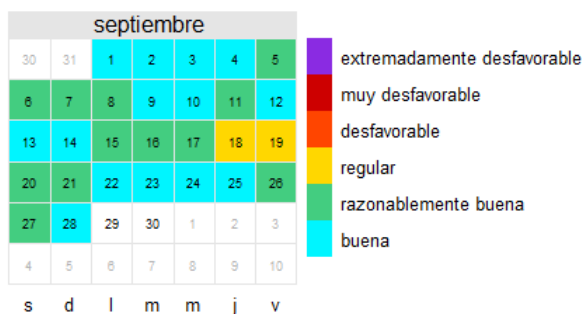 septiembre
30 31 1 2 3 4 5
6 7 8 9 10 11 12
13 14 15 16 17 18 19
20 21 22 23 24 25 26
27 28 29 30 1 2 3
4 5 6 7 8 9 10
s d l m m j v
extremadamente desfavorable
muy desfavorable
desfavorable
regular
razonablemente buena
buena